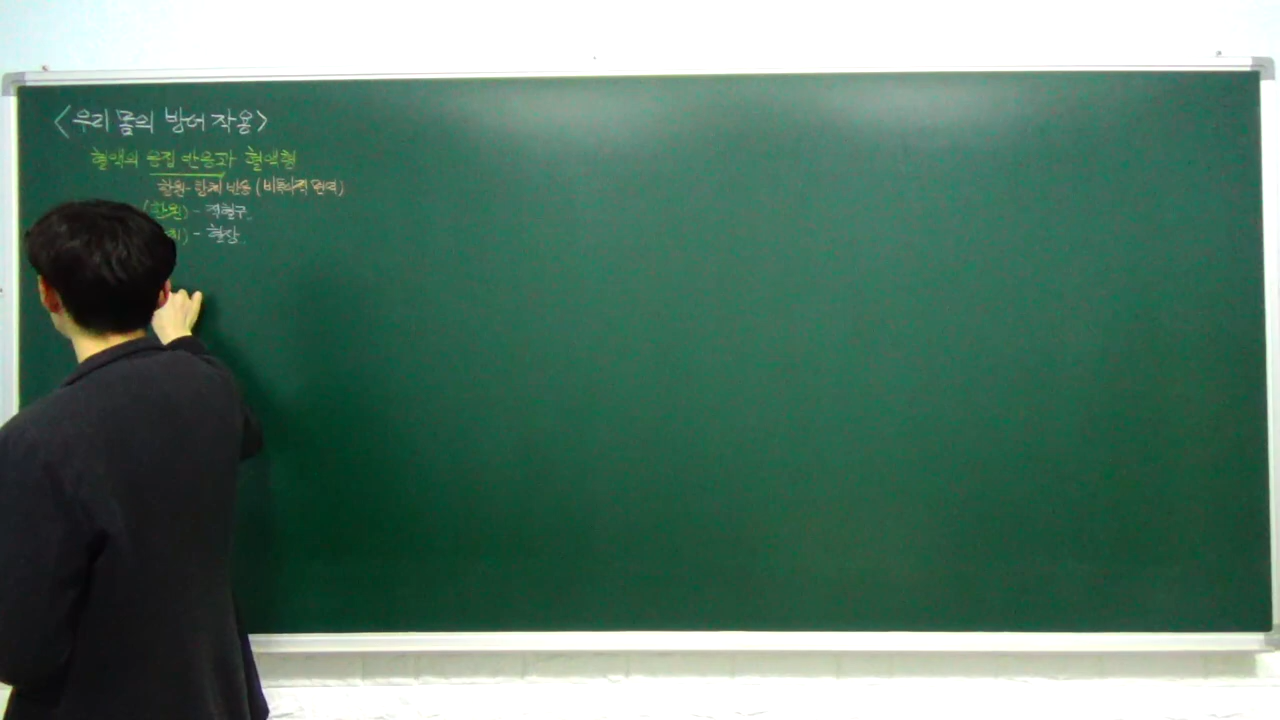 <우리 몸의 방어 작용>
혈액의 응집 반응과 혈액형
항원-항체 반응 (비특이적 면역)
(항원) - 적혈구
체) - 혈장